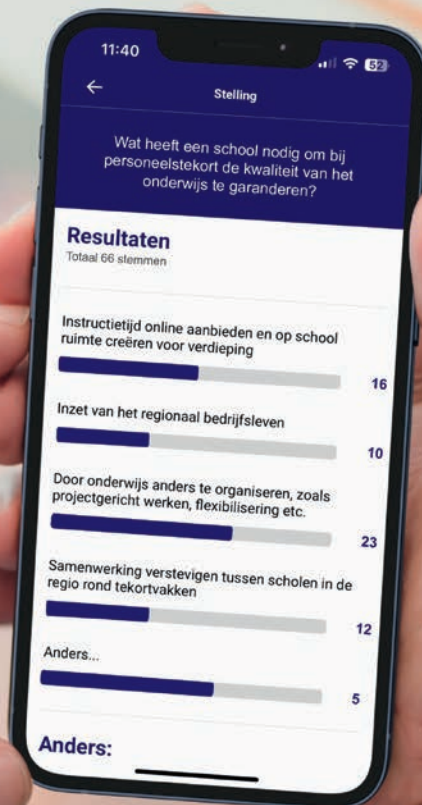 11:40
52
Stelling
Wat heeft een school nodig om bij
personeelstekort de kwaliteit van het
onderwijs te garanderen?
Resultaten
Totaal 66 stemmen
Instructietijd online aanbieden en op school
ruimte creëren voor verdieping
16
Inzet van het regionaal bedrijfsleven
10
Door onderwijs anders te organiseren, zoals
projectgericht werken, flexibilisering etc.
23
Samenwerking verstevigen tussen scholen in de
regio rond tekortvakken
12
Anders...
5
Anders: